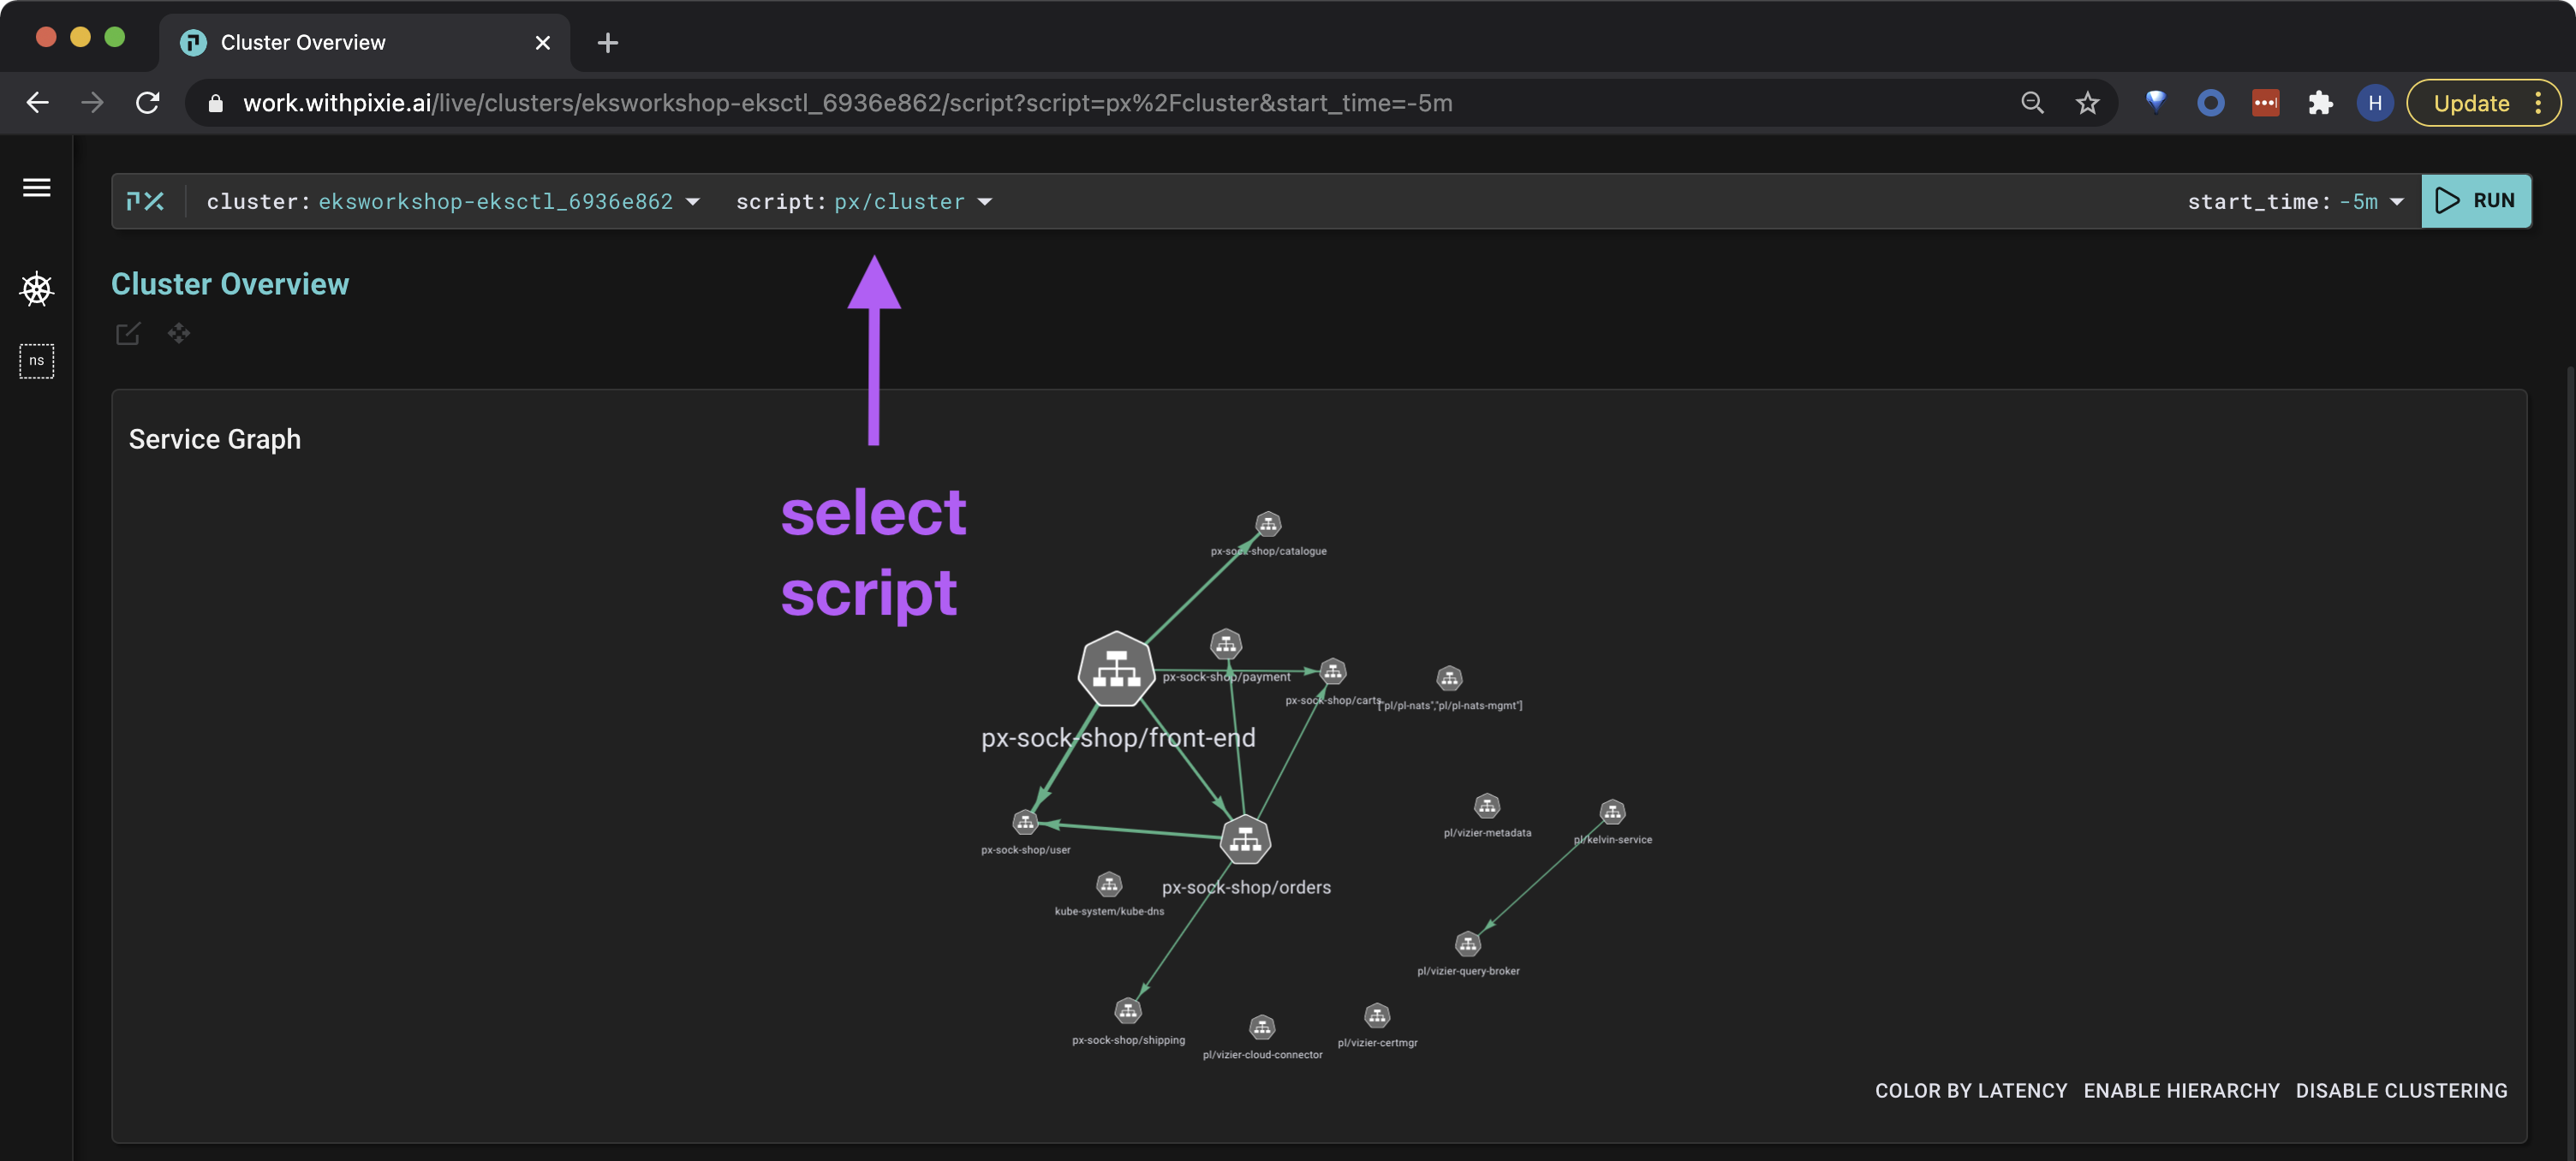 Cluster Overview
work.withpixie.ai/live/clusters/eksworkshop-eksctl_6936e862/script?script=px%2Fcluster&start_time=-5m
H
Update
cluster: eksworkshop-eksctl_6936e862 script: px/cluster start_time: -5m RUN
Cluster Overview
ns
Service Graph
select
script
px-sock-shop/catalogue
px-sock-shop/payment
px-sock-shop/carts
["pl/pl-nats","pl/pl-nats-mgmt"]
px-sock-shop/front-end
pl/vizier-metadata
pl/kelvin-service
px-sock-shop/user
px-sock-shop/orders
kube-system/kube-dns
pl/vizier-query-broker
px-sock-shop/shipping
pl/vizier-cloud-connector
pl/vizier-certmgr
COLOR BY LATENCY ENABLE HIERARCHY DISABLE CLUSTERING